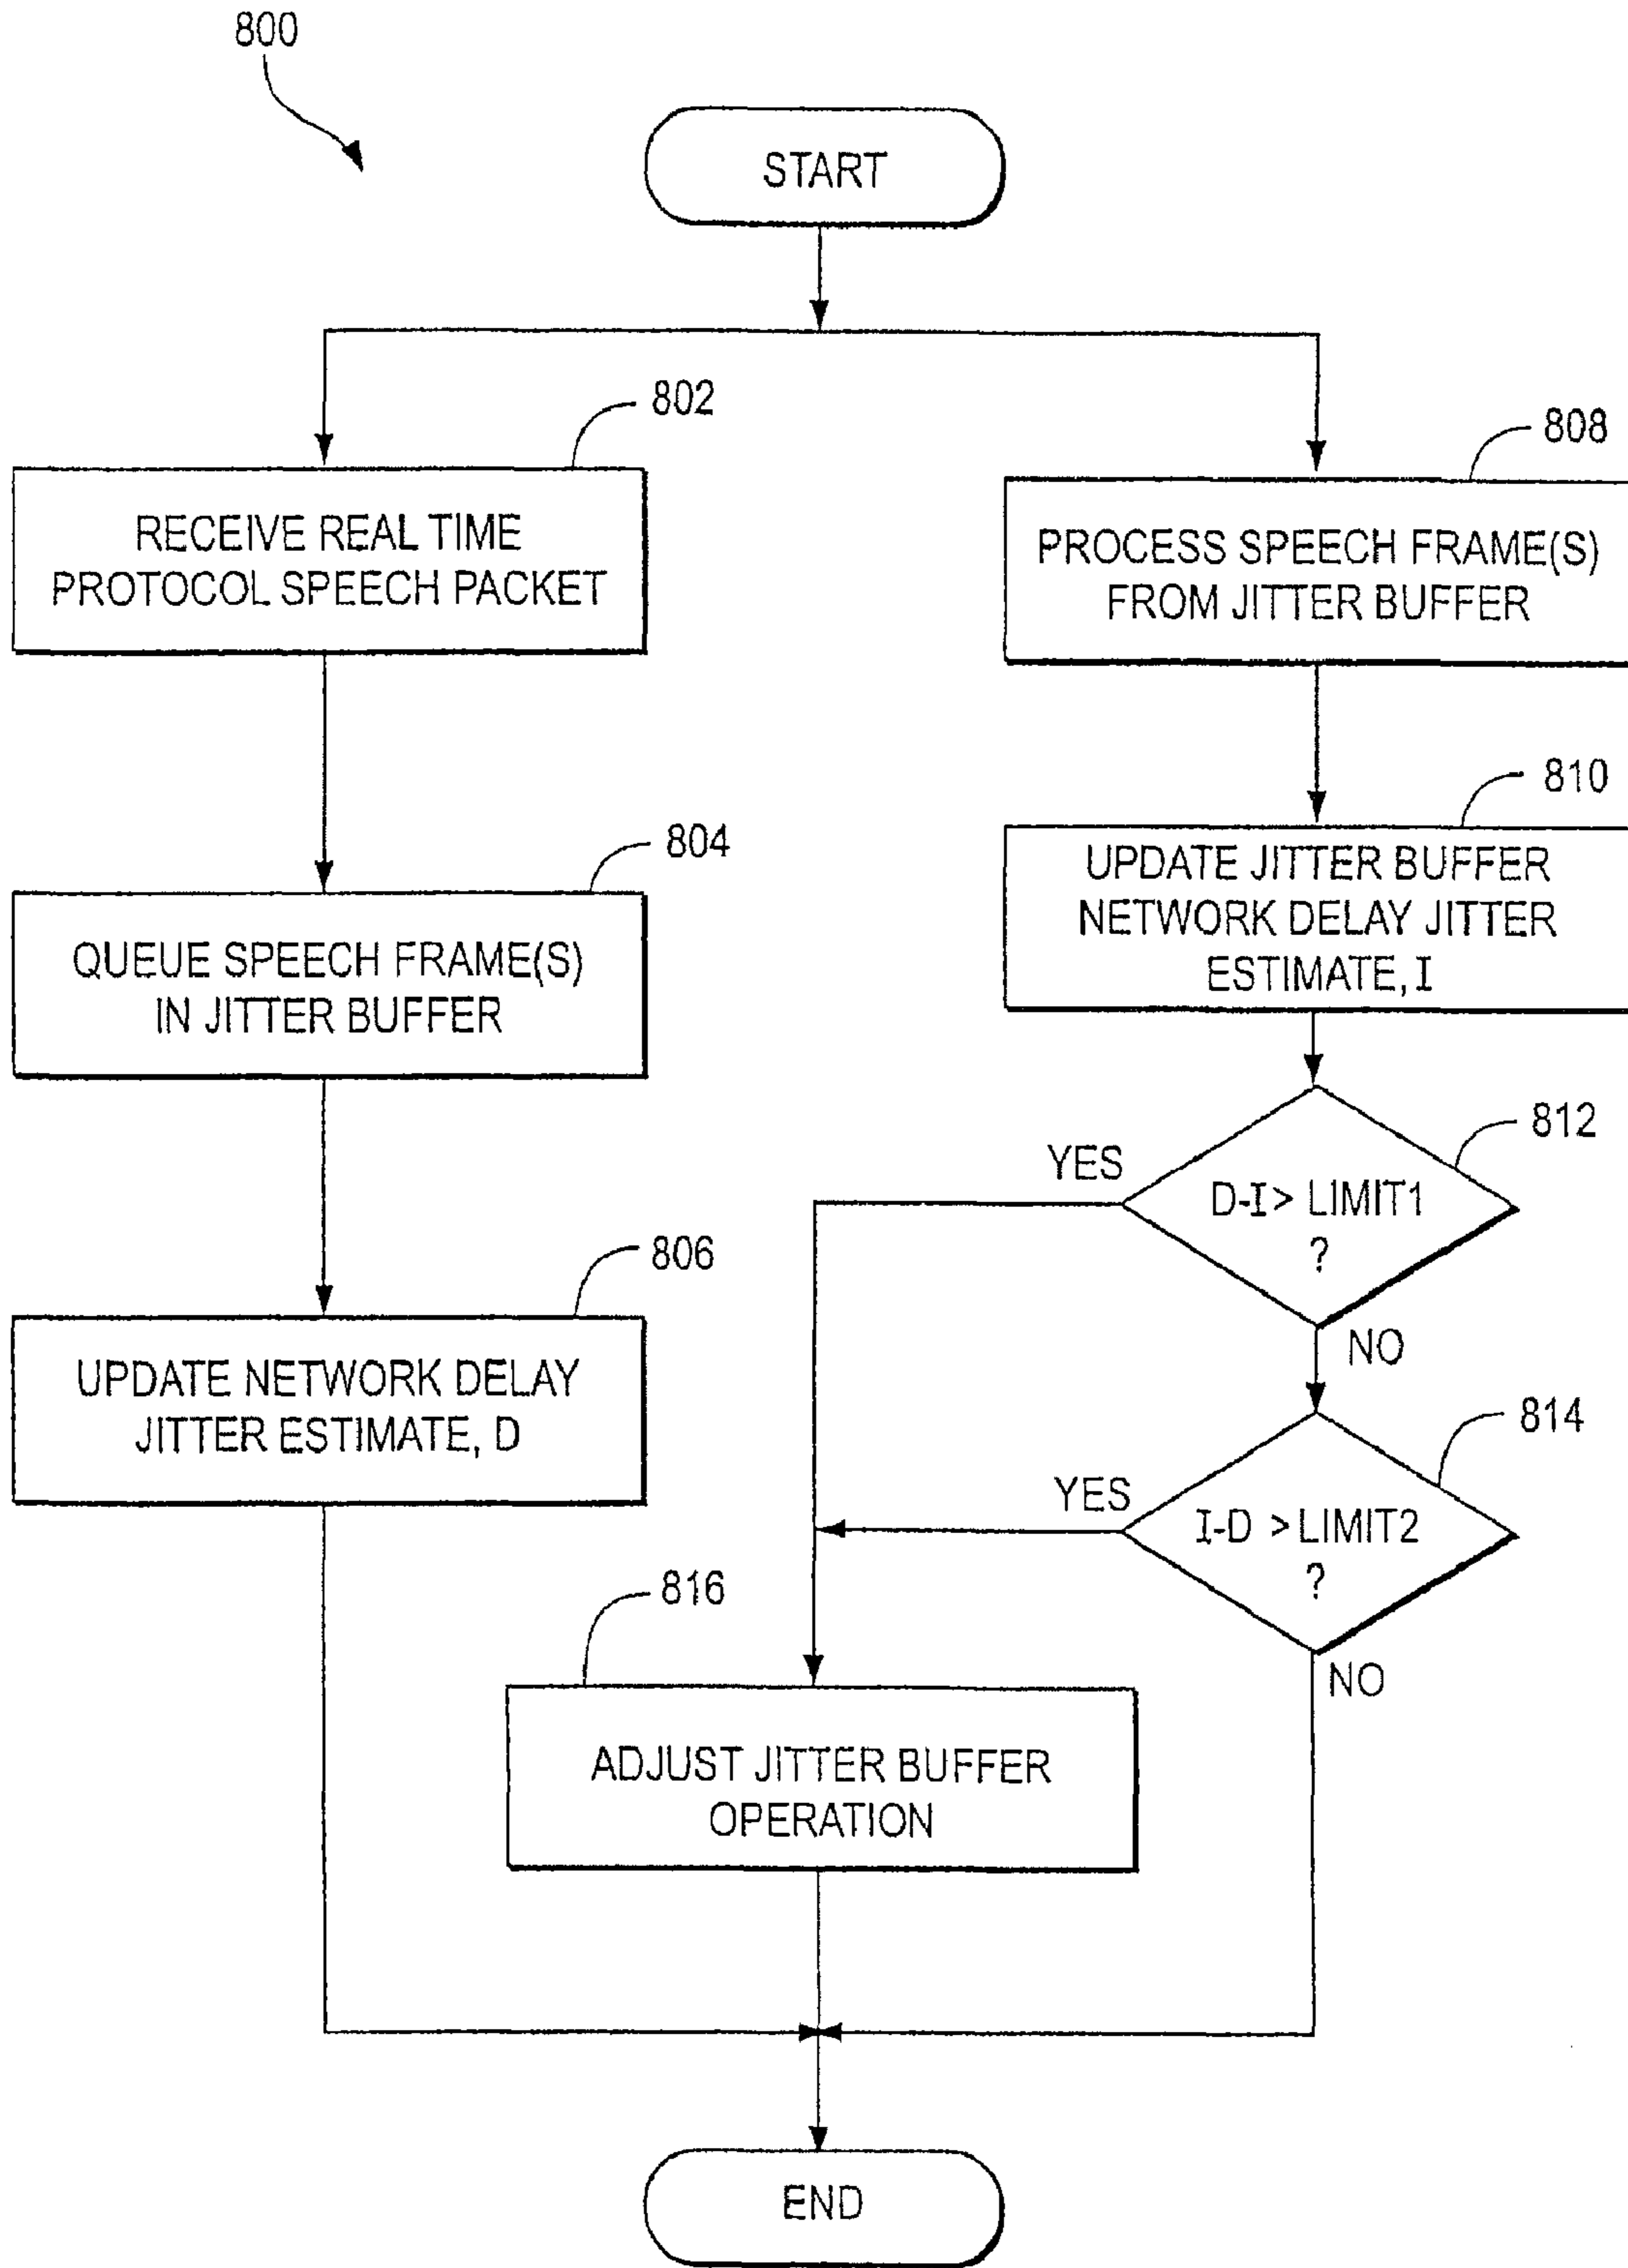 800
START
802
RECEIVE REAL TIME
PROTOCOL SPEECH PACKET
804
QUEUE SPEECH FRAME(S)
IN JITTER BUFFER
806
UPDATE NETWORK DELAY
JITTER ESTIMATE, D
808
PROCESS SPEECH FRAME(S)
FROM JITTER BUFFER
810
UPDATE JITTER BUFFER
NETWORK DELAY JITTER
ESTIMATE, I
812
YES
D-I> LIMIT1
?
NO
814
YES
I-D >LIMIT2
?
NO
816
ADJUST JITTER BUFFER
OPERATION
END